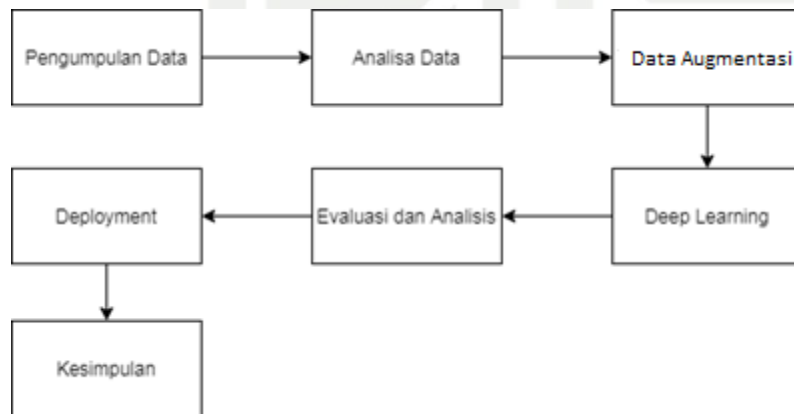 Pengumpulan Data
Analisa Data
Data Augmentasi
Deep Learning
Evaluasi dan Analisis
Deployment
Kesimpulan